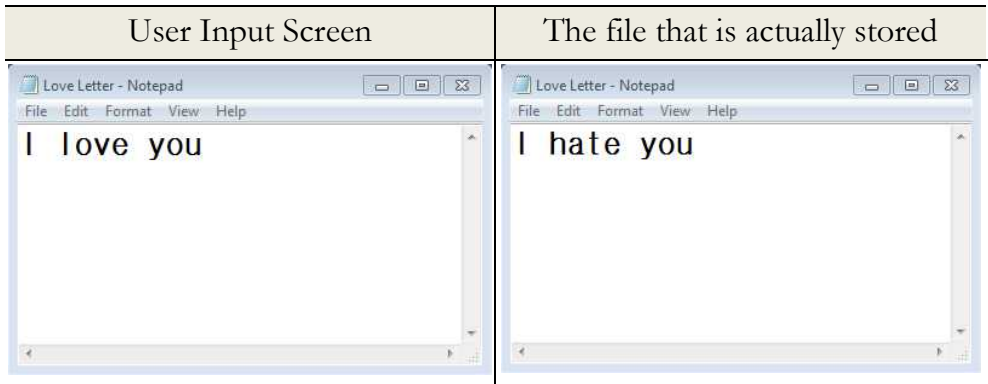 User Input Screen
The file that is actually stored
Love Letter - Notepad
File Edit Format View Help
I love you
Love Letter - Notepad
File Edit Format View Help
I hate you